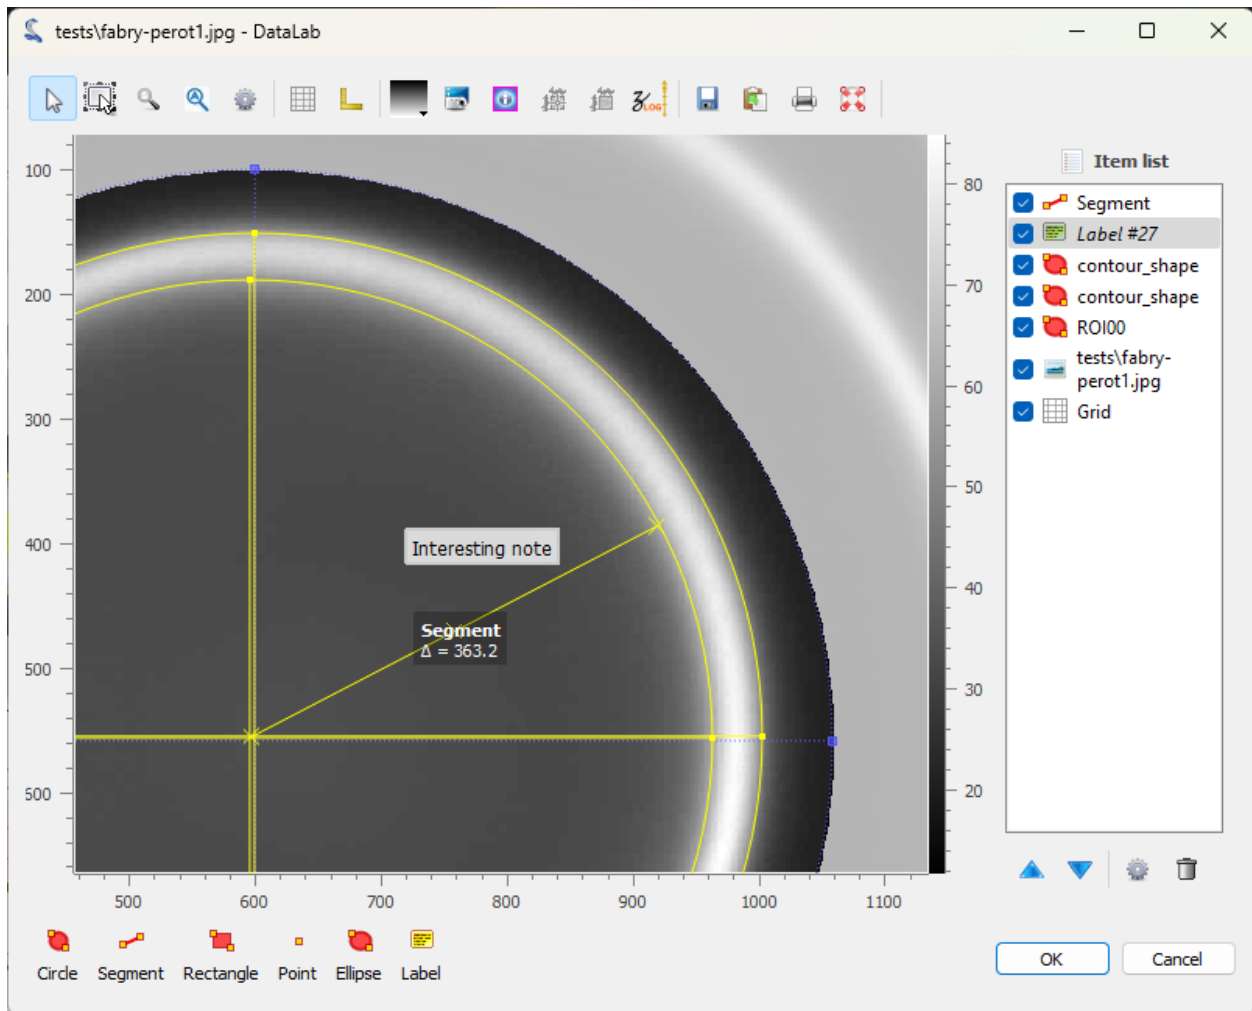 tests\fabry-perot1.jpg - DataLab
LOG
Item list
Segment
Label #27
contour_shape
contour_shape
ROI00
tests\fabry-
perot1.jpg
Grid
100
200
300
400
500
600
80
70
60
50
40
30
20
Interesting note
Segment
Δ = 363.2
500
600
700
800
900
1000
1100
Circle
Segment
Rectangle
Point
Ellipse
Label
OK
Cancel